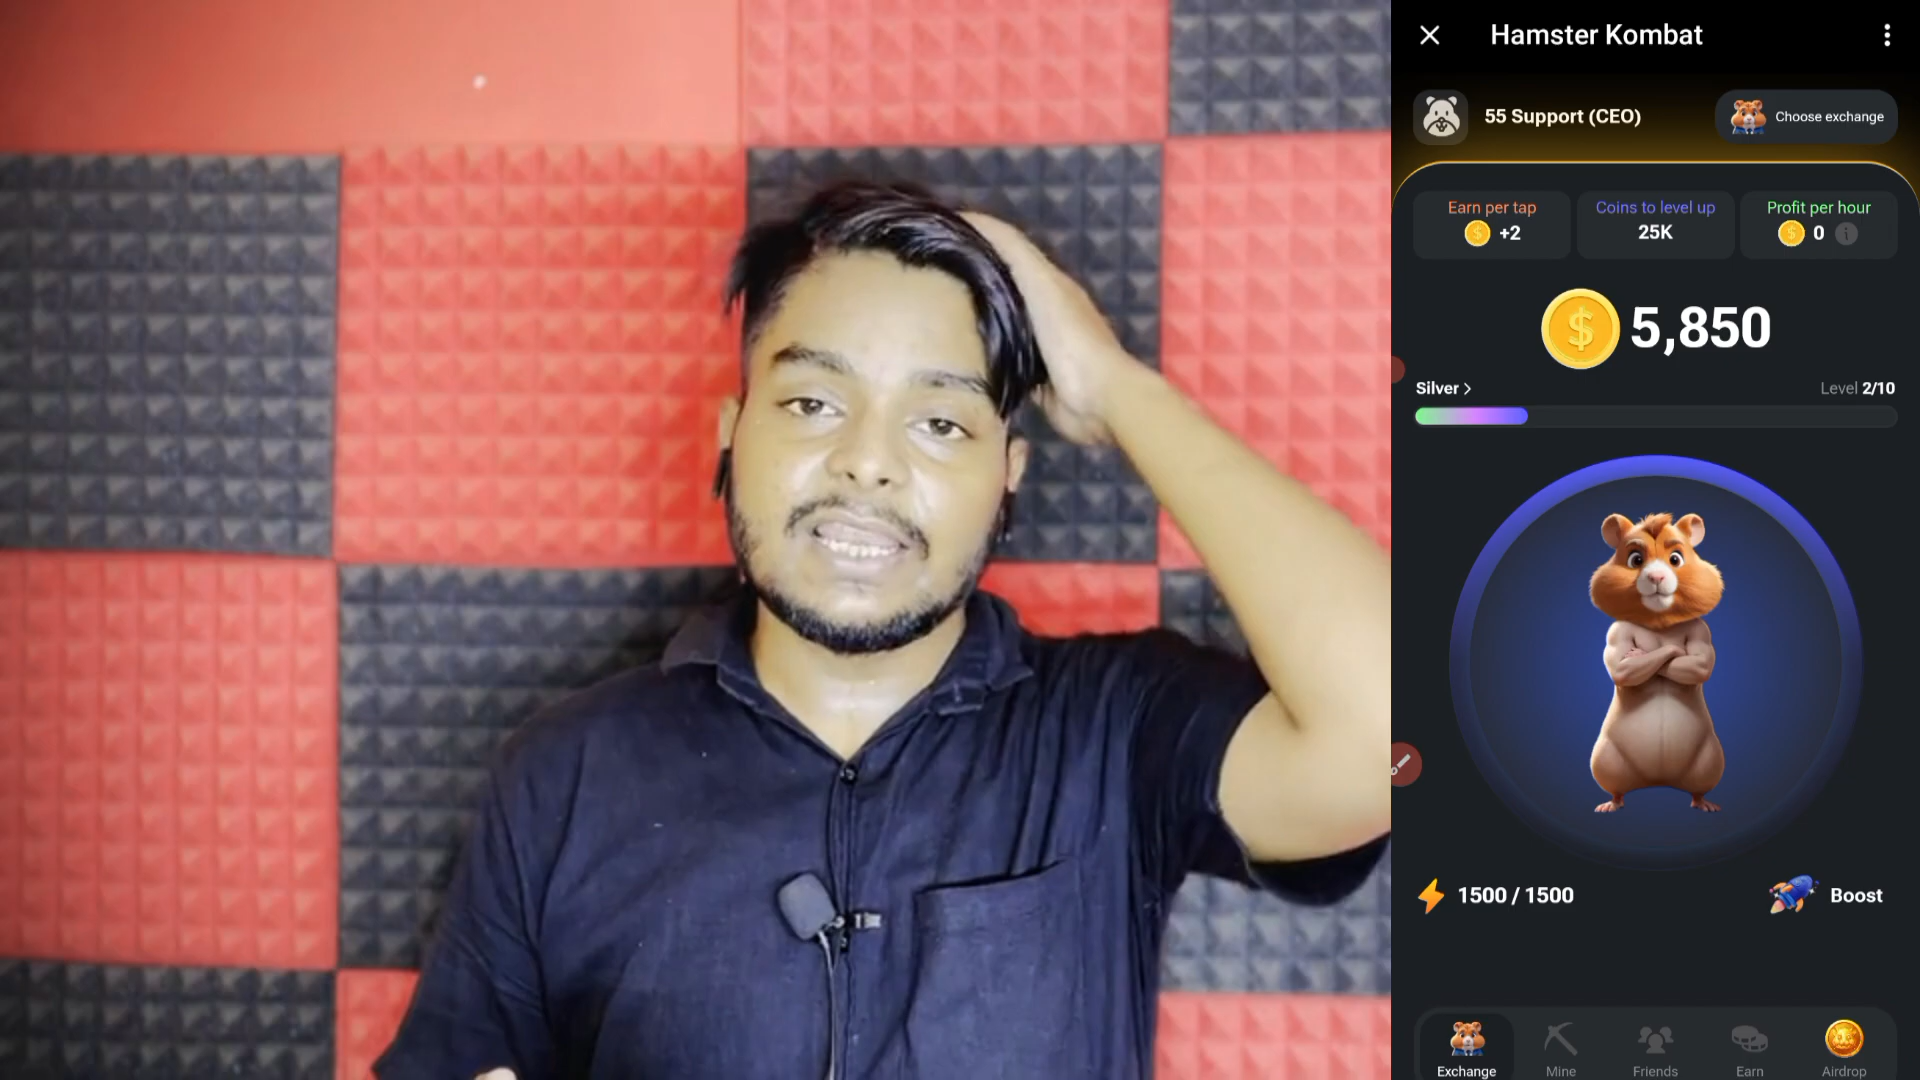 Hamster Kombat
55 Support (CEO)
Choose exchange
Earn per tap
+2
Coins to level up
25K
Profit per hour
0
5,850
Silver >
Level 2/10
1500 / 1500
Boost
Exchange
Mine
Friends
Earn
Airdrop